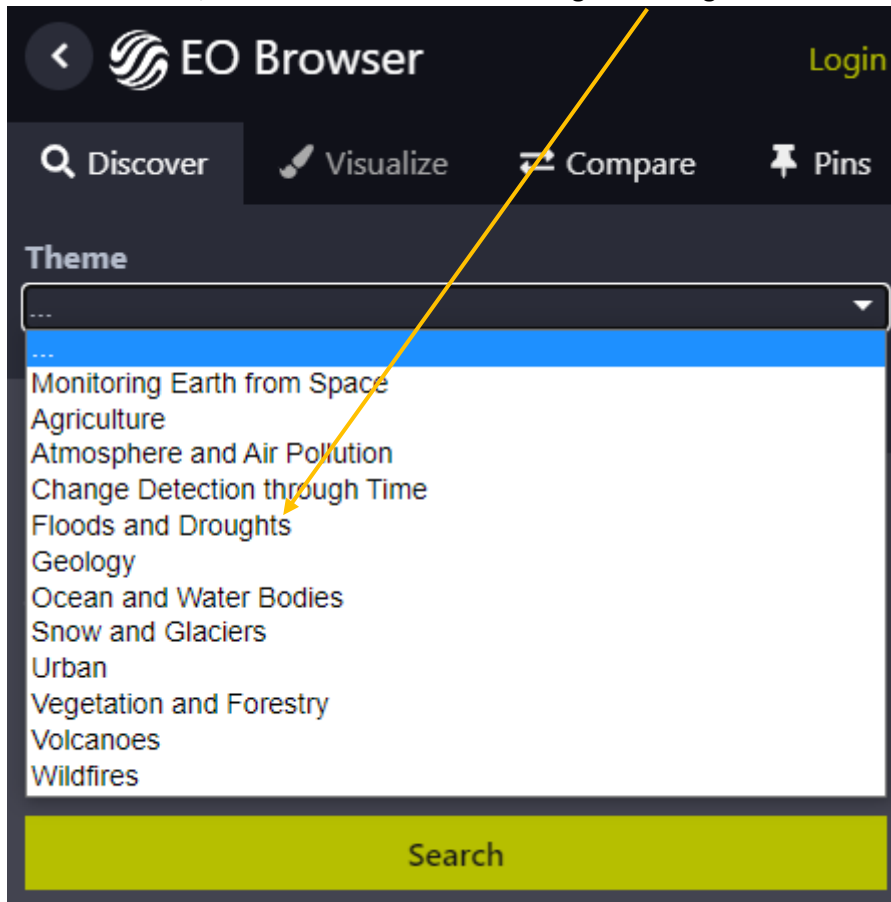 EO Browser
Login
Discover
Visualize
Compare
Pins
Theme
...
...
Monitoring Earth from Space
Agriculture
Atmosphere and Air Pollution
Change Detection through Time
Floods and Droughts
Geology
Ocean and Water Bodies
Snow and Glaciers
Urban
Vegetation and Forestry
Volcanoes
Wildfires
Search